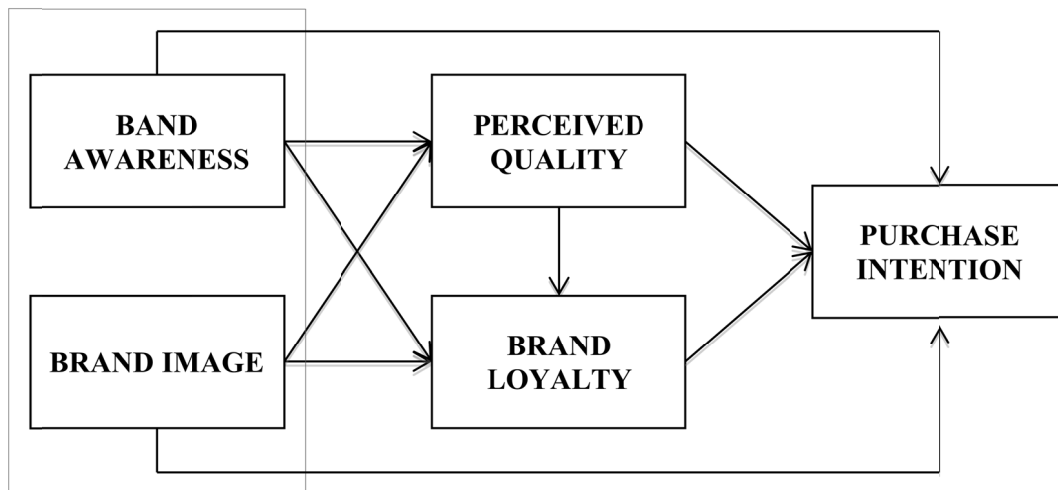 BAND
AWARENESS
PERCEIVED
QUALITY
PURCHASE
INTENTION
BRAND IMAGE
BRAND
LOYALTY